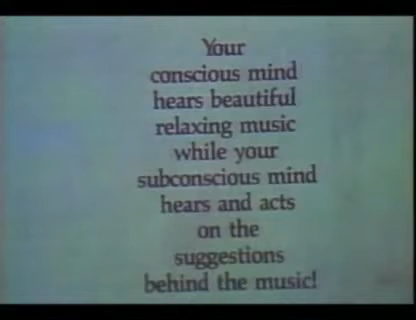 Your
conscious mind
hears beautiful
relaxing music
while your
subconscious mind
hears and acts
on the
suggestions
behind the music!